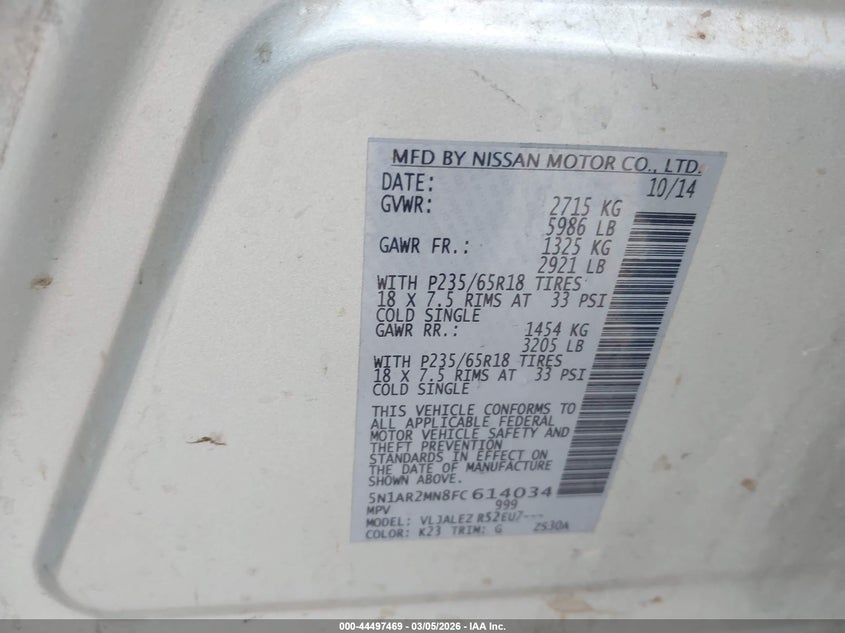 MFD BY NISSAN MOTOR CO., LTD.
DATE: 10/14
GVWR: 2715 KG
5986 LB
GAWR FR.: 1325 KG
2921 LB
WITH P235/65R18 TIRES
18 X 7.5 RIMS AT 33 PSI
COLD SINGLE
GAWR RR.: 1454 KG
3205 LB
WITH P235/65R18 TIRES
18 X 7.5 RIMS AT 33 PSI
COLD SINGLE
THIS VEHICLE CONFORMS TO
ALL APPLICABLE FEDERAL
MOTOR VEHICLE SAFETY AND
THEFT PREVENTION
STANDARDS IN EFFECT ON
THE DATE OF MANUFACTURE
SHOWN ABOVE.
5N1AR2MN8FC614034
MPV 999
MODEL: VLJALEZ R52EU7---
COLOR: K23 TRIM: G ZS30A
000-44497469 - 03/05/2026 - IAA Inc.